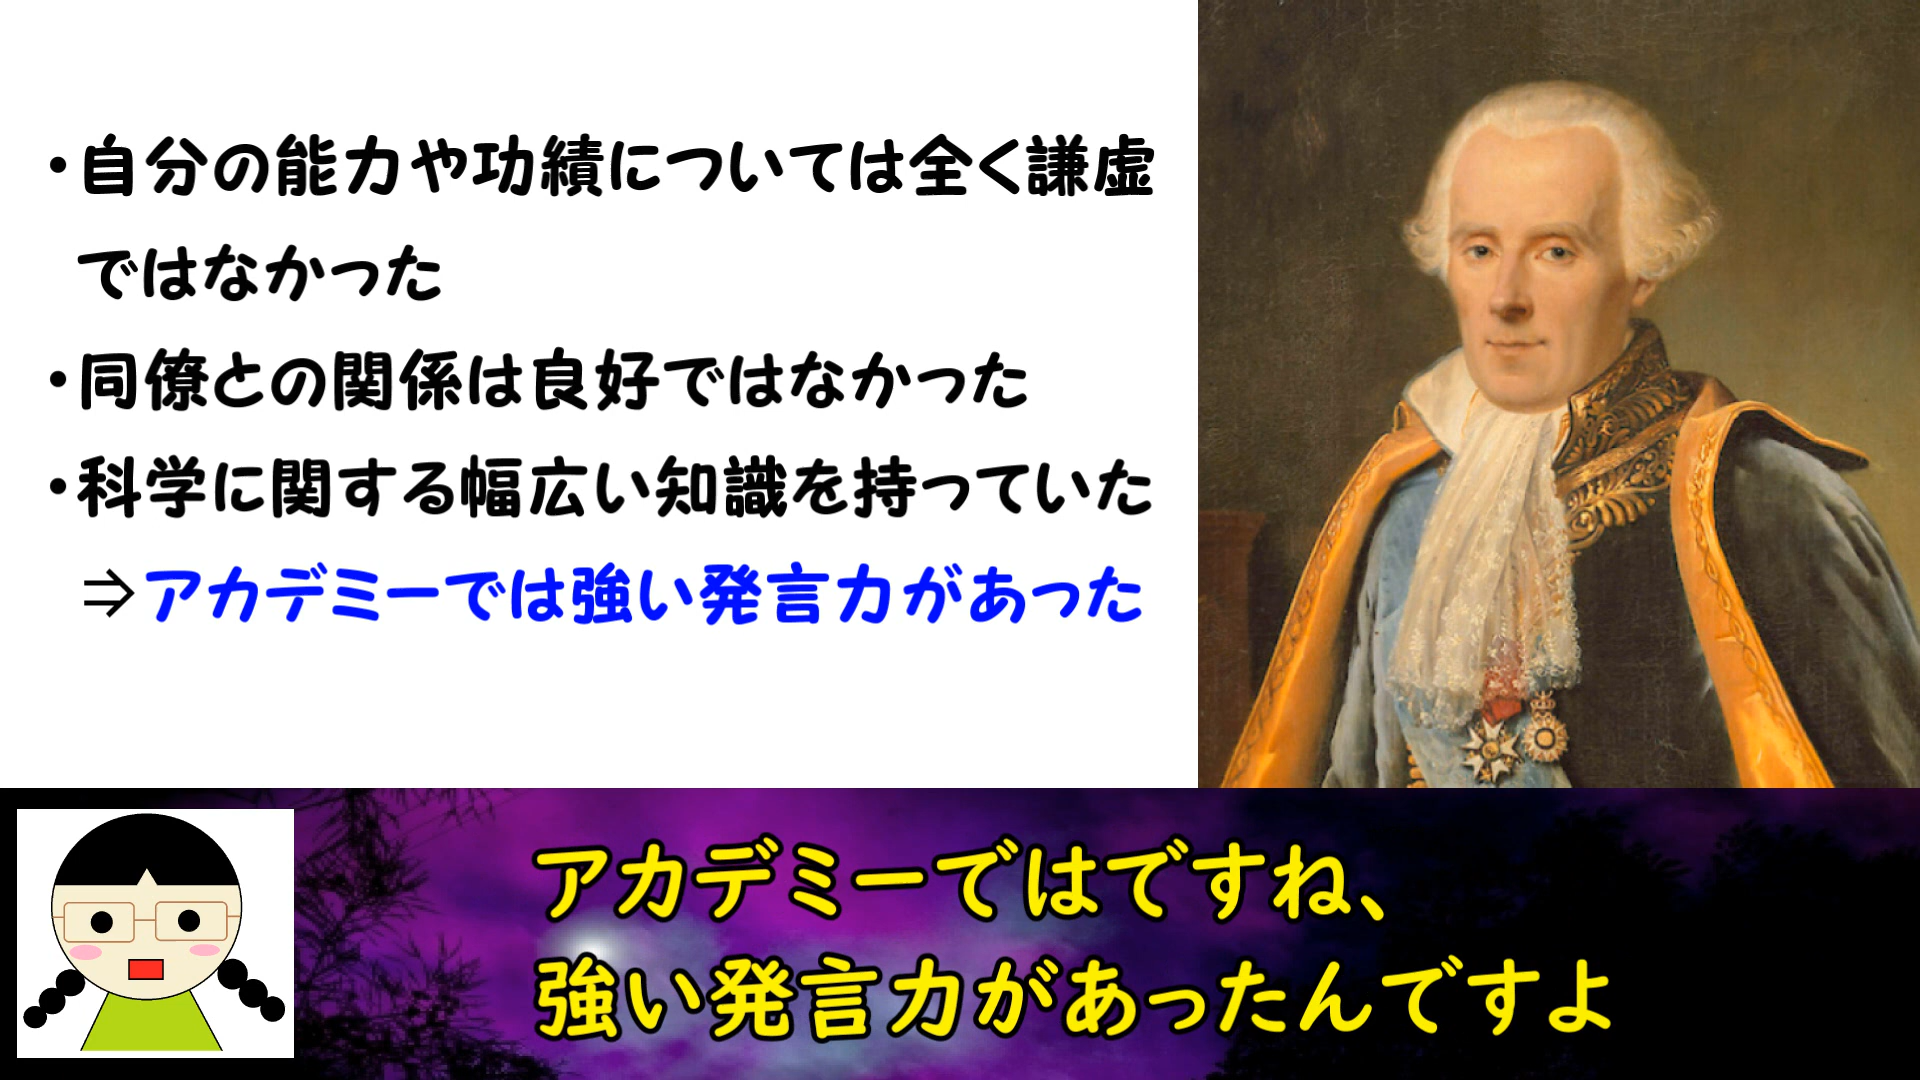 ・自分の能力や功績については全く謙虚
ではなかった
・同僚との関係は良好ではなかった
・科学に関する幅広い知識を持っていた
⇒アカデミーでは強い発言力があった
アカデミーではですね、
強い発言力があったんですよ